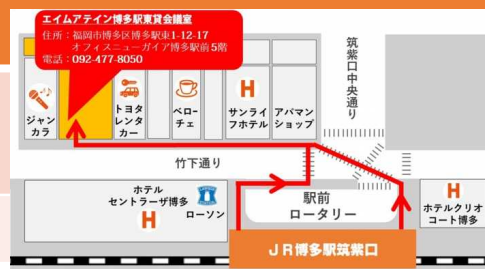 エイムアテイン博多駅東貸会議室
住所：福岡市博多区博多駅東1-12-17
オフィスニューガイア博多駅前5階
電話：092-477-8050
筑紫口
中央通り
ジャン
カラ
トヨタ
レンタ
カー
ベロー
チェ
H
サンライ
フホテル
アパマン
ショップ
竹下通り
ホテル
セントラーザ博多
H
ローソン
駅前
ロータリー
H
ホテルクリオ
コート博多
JR博多駅筑紫口